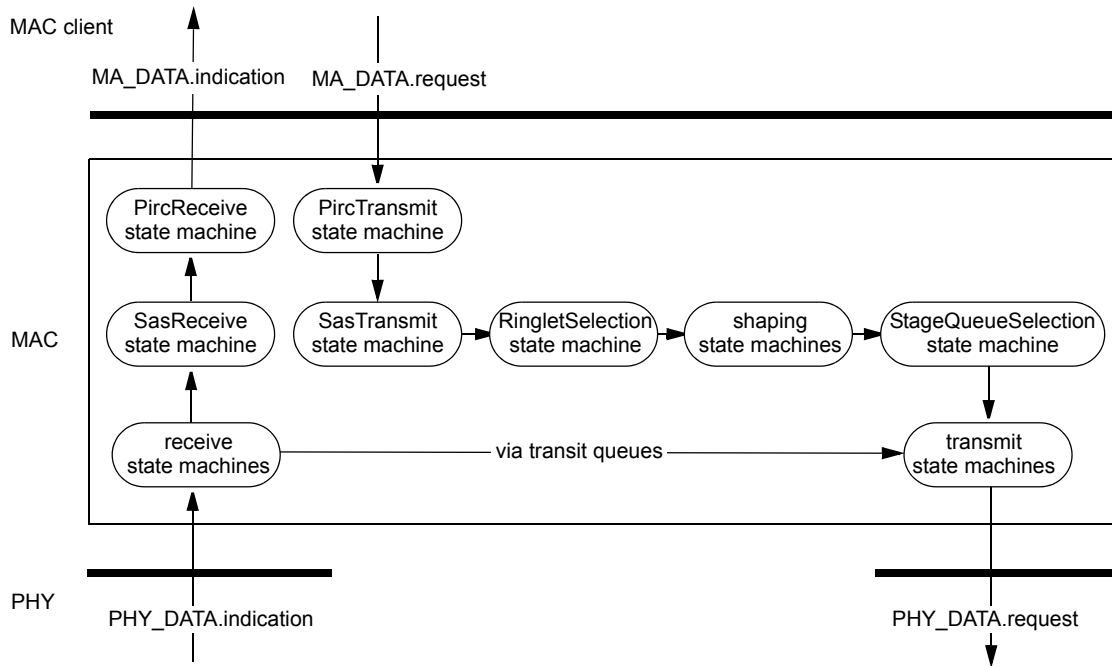 MAC client
MA_DATA.indication
MA_DATA.request
PircReceive
state machine
PircTransmit
state machine
MAC
SasReceive
state machine
SasTransmit
state machine
RingletSelection
state machine
shaping
state machines
StageQueueSelection
state machine
receive
state machines
via transit queues
transmit
state machines
PHY
PHY_DATA.indication
PHY_DATA.request